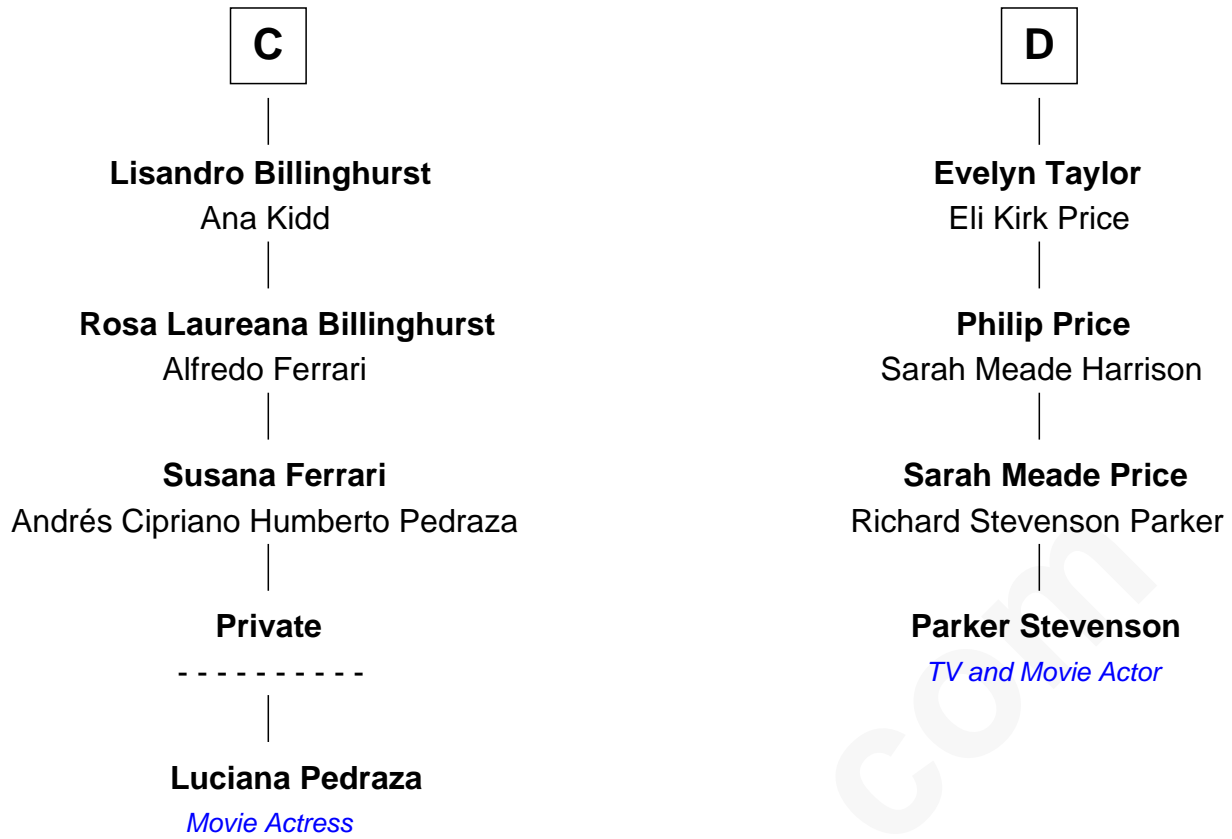 C
Lisandro Billinghurst
Ana Kidd
Rosa Laureana Billinghurst
Alfredo Ferrari
Susana Ferrari
Andrés Cipriano Humberto Pedraza
Private
- - - - - - - - - -
Luciana Pedraza
Movie Actress
D
Evelyn Taylor
Eli Kirk Price
Philip Price
Sarah Meade Harrison
Sarah Meade Price
Richard Stevenson Parker
Parker Stevenson
TV and Movie Actor
com